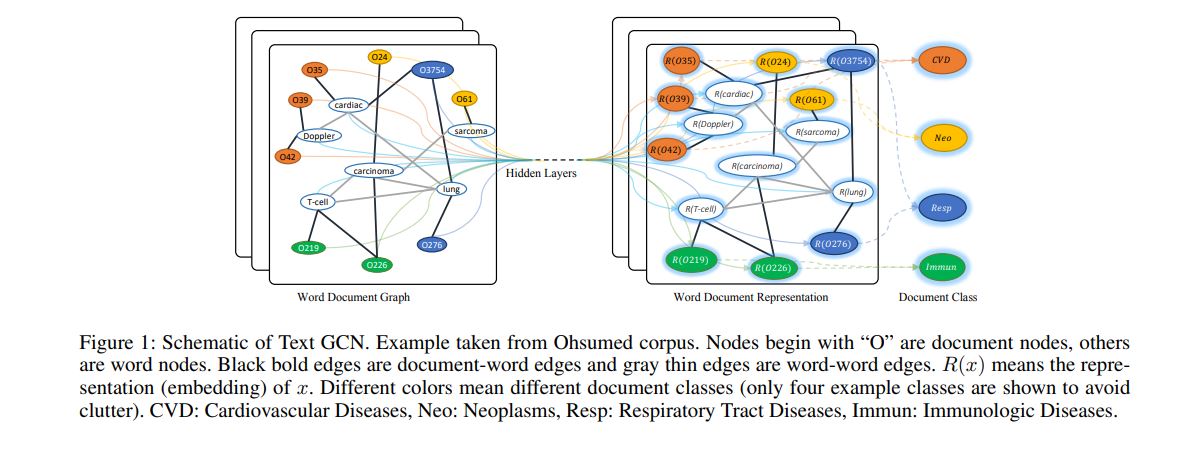 O35
O24
O3754
O39
cardiac
O61
Doppler
sarcoma
O42
carcinoma
T-cell
lung
O219
O226
O276
Word Document Graph
Hidden Layers
R(O35)
R(O24)
R(O3754)
R(O39)
R(cardiac)
R(O61)
R(Doppler)
R(sarcoma)
R(O42)
R(carcinoma)
R(T-cell)
R(lung)
R(O219)
R(O226)
R(O276)
Word Document Representation
CVD
Neo
Resp
Immun
Document Class
Figure 1: Schematic of Text GCN. Example taken from Ohsumed corpus. Nodes begin with “O” are document nodes, others
are word nodes. Black bold edges are document-word edges and gray thin edges are word-word edges. R(x) means the repre-
sentation (embedding) of x. Different colors mean different document classes (only four example classes are shown to avoid
clutter). CVD: Cardiovascular Diseases, Neo: Neoplasms, Resp: Respiratory Tract Diseases, Immun: Immunologic Diseases.